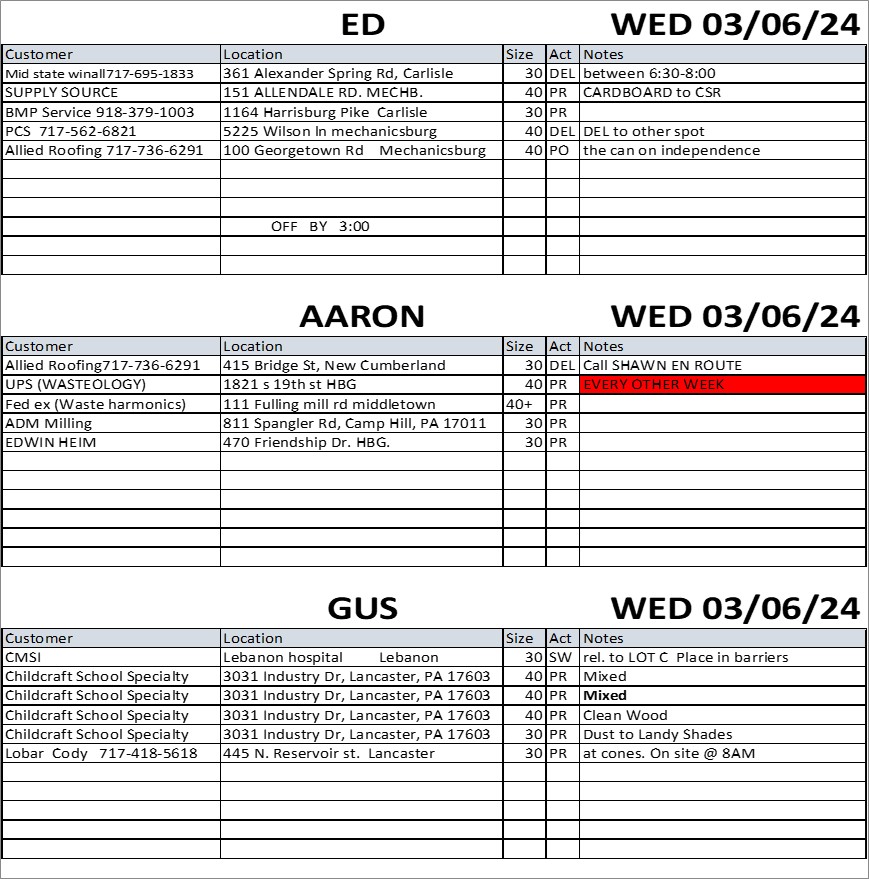 ED WED 03/06/24
Customer Location Size Act Notes
Mid state winall717-695-1833 361 Alexander Spring Rd, Carlisle 30 DEL between 6:30-8:00
SUPPLY SOURCE 151 ALLENDALE RD. MECHB. 40 PR CARDBOARD to CSR
BMP Service 918-379-1003 1164 Harrisburg Pike Carlisle 30 PR
PCS 717-562-6821 5225 Wilson ln mechanicsburg 40 DEL DEL to other spot
Allied Roofing 717-736-6291 100 Georgetown Rd Mechanicsburg 40 PO the can on independence
OFF BY 3:00
AARON WED 03/06/24
Customer Location Size Act Notes
Allied Roofing717-736-6291 415 Bridge St, New Cumberland 30 DEL Call SHAWN EN ROUTE
UPS (WASTEOLOGY) 1821 s 19th st HBG 40 PR EVERY OTHER WEEK
Fed ex (Waste harmonics) 111 Fulling mill rd middletown 40+ PR
ADM Milling 811 Spangler Rd, Camp Hill, PA 17011 30 PR
EDWIN HEIM 470 Friendship Dr. HBG. 30 PR
GUS WED 03/06/24
Customer Location Size Act Notes
CMSI Lebanon hospital Lebanon 30 SW rel. to LOT C Place in barriers
Childcraft School Specialty 3031 Industry Dr, Lancaster, PA 17603 40 PR Mixed
Childcraft School Specialty 3031 Industry Dr, Lancaster, PA 17603 40 PR Mixed
Childcraft School Specialty 3031 Industry Dr, Lancaster, PA 17603 40 PR Clean Wood
Childcraft School Specialty 3031 Industry Dr, Lancaster, PA 17603 30 PR Dust to Landy Shades
Lobar Cody 717-418-5618 445 N. Reservoir st. Lancaster 30 PR at cones. On site @ 8AM